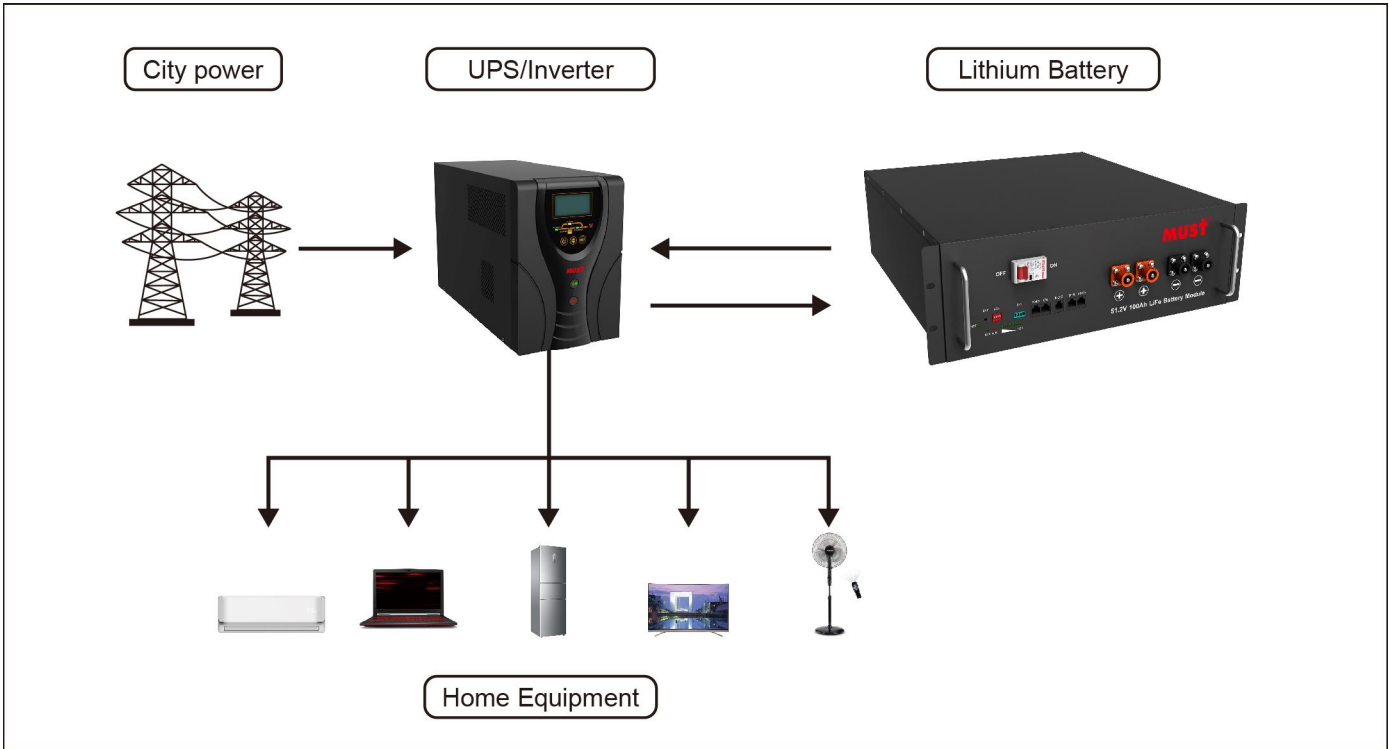 City power
UPS/Inverter
Lithium Battery
MUST
MUST
OFF
ON
51.2V 100Ah LiFe Battery Module
Home Equipment